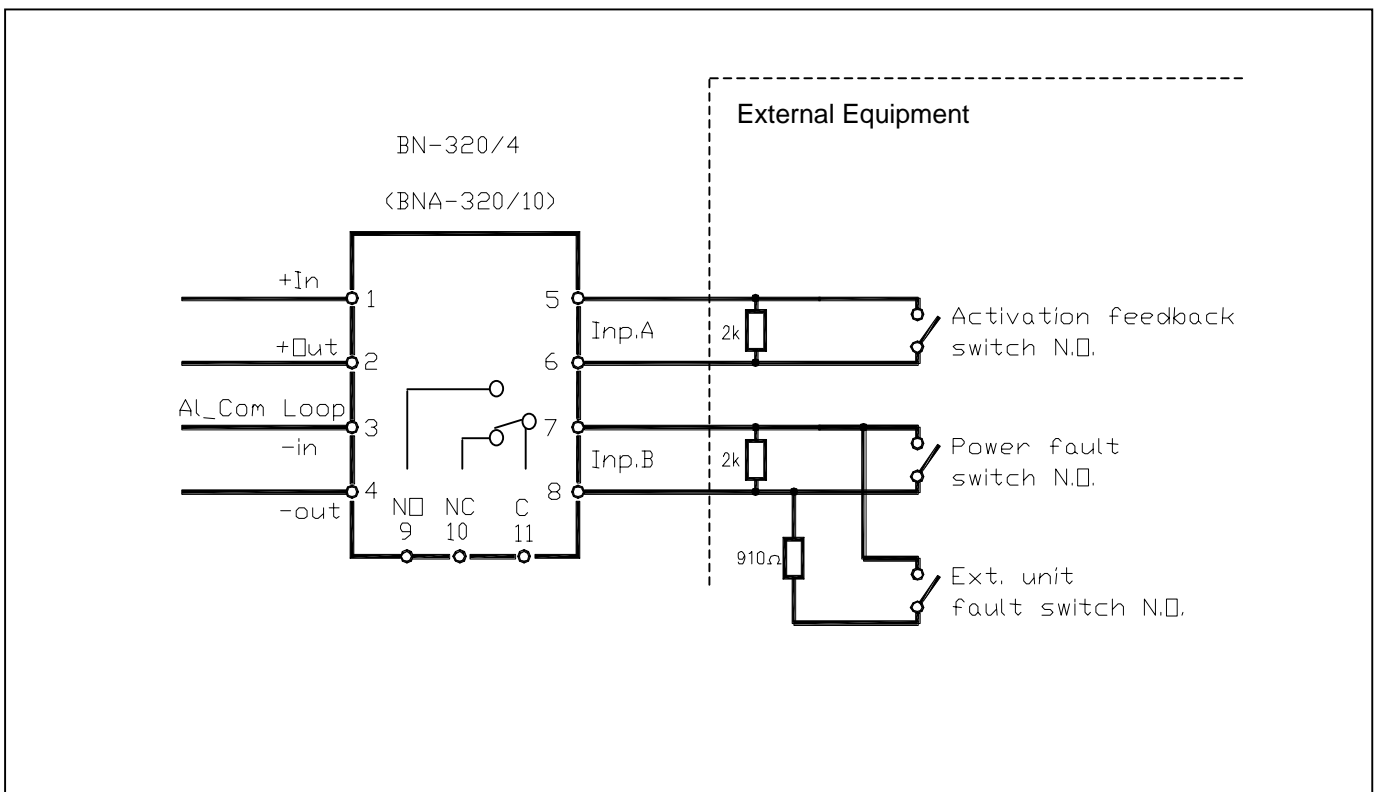 External Equipment
BN-320/4
(BNA-320/10)
+In
1
5
Inp.A
2k
Activation feedback
switch N.O.
+Out
2
6
Al_Com Loop
3
-in
7
Inp.B
2k
Power fault
switch N.O.
4
-out
8
NO NC C
9 10 11
910Ω
Ext. unit
fault switch N.O.